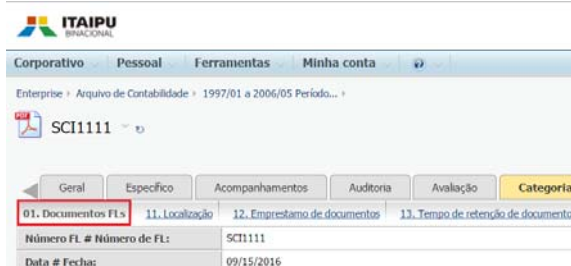 ITAIPU
BINACIONAL
Corporativo Pessoal Ferramentas Minha conta
Enterprise › Arquivo de Contabilidade › 1997/01 a 2006/05 Período... ›
PDF SCI1111
Geral Específico Acompanhamentos Auditoria Avaliação Categoria
01. Documentos FLs 11. Localização 12. Emprestamo de documentos 13. Tempo de retenção de documento
Número FL # Número de FL: SCI1111
Data # Fecha: 09/15/2016